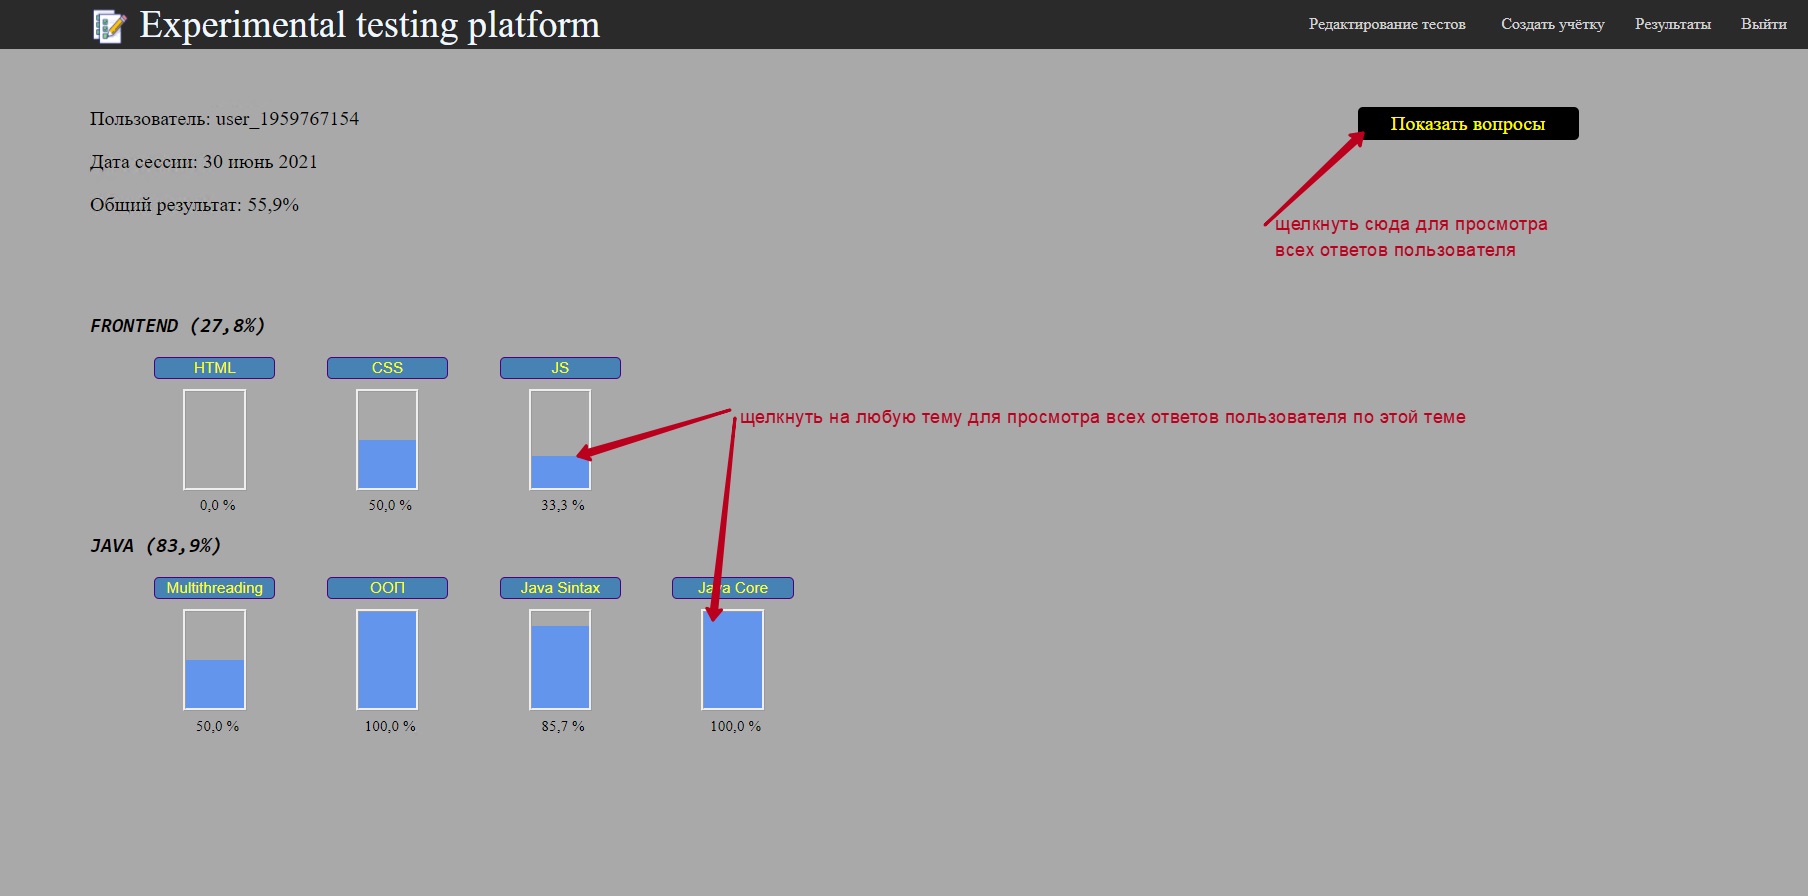 Experimental testing platform
Редактирование тестов Создать учётку Результаты Выйти
Пользователь: user_1959767154
Показать вопросы
Дата сессии: 30 июнь 2021
Общий результат: 55,9%
щелкнуть сюда для просмотра
всех ответов пользователя
FRONTEND (27,8%)
HTML CSS JS
щелкнуть на любую тему для просмотра всех ответов пользователя по этой теме
0,0 % 50,0 % 33,3 %
JAVA (83,9%)
Multithreading ООП Java Sintax Java Core
50,0 % 100,0 % 85,7 % 100,0 %